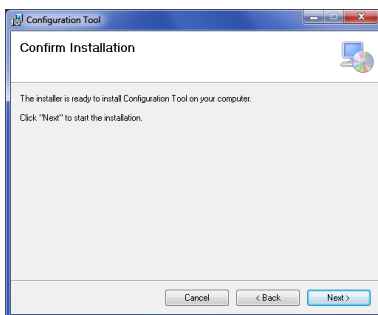 Configuration Tool
Confirm Installation
The installer is ready to install Configuration Tool on your computer.
Click "Next" to start the installation.
Cancel
< Back
Next >